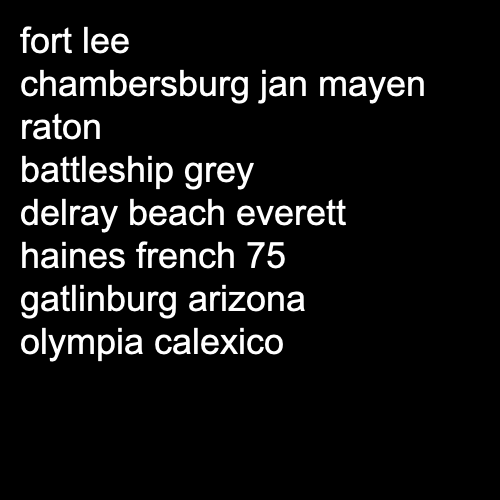 fort lee
chambersburg jan mayen
raton
battleship grey
delray beach everett
haines french 75
gatlinburg arizona
olympia calexico